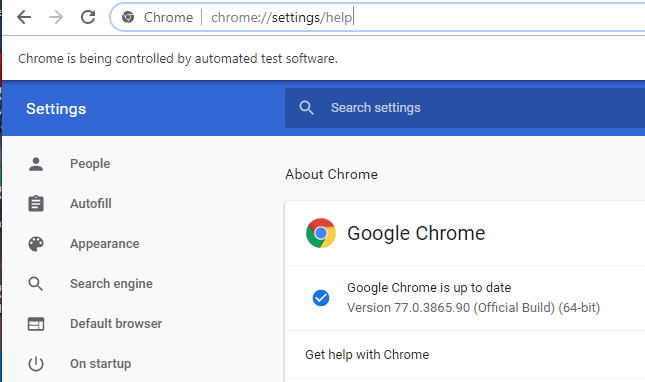 Chrome | chrome://settings/help
Chrome is being controlled by automated test software.
Settings
Search settings
People
Autofill
Appearance
Search engine
Default browser
On startup
About Chrome
Google Chrome
Google Chrome is up to date
Version 77.0.3865.90 (Official Build) (64-bit)
Get help with Chrome